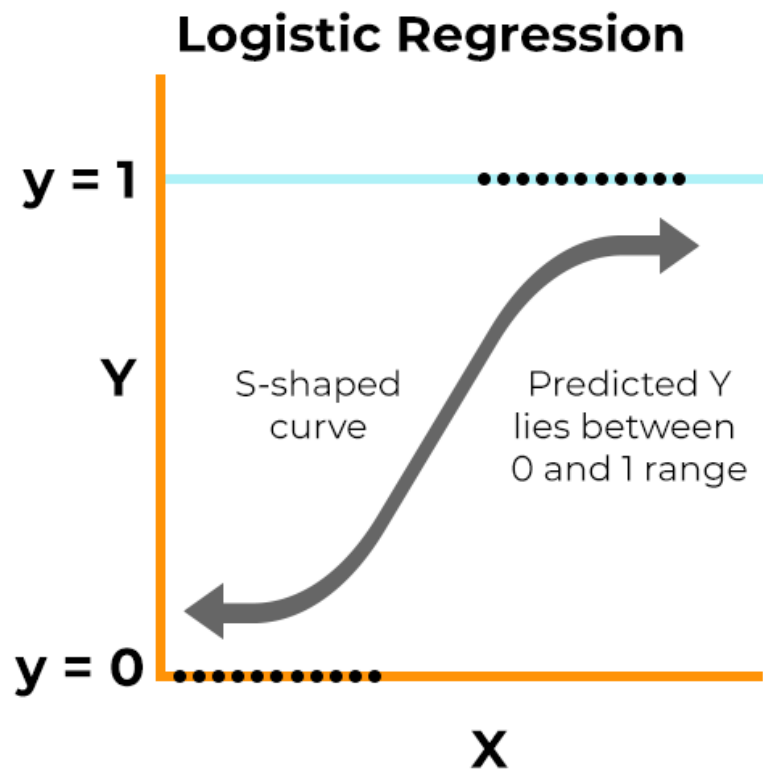 Logistic Regression
y = 1
Y
S-shaped
curve
Predicted Y
lies between
0 and 1 range
y = 0
X